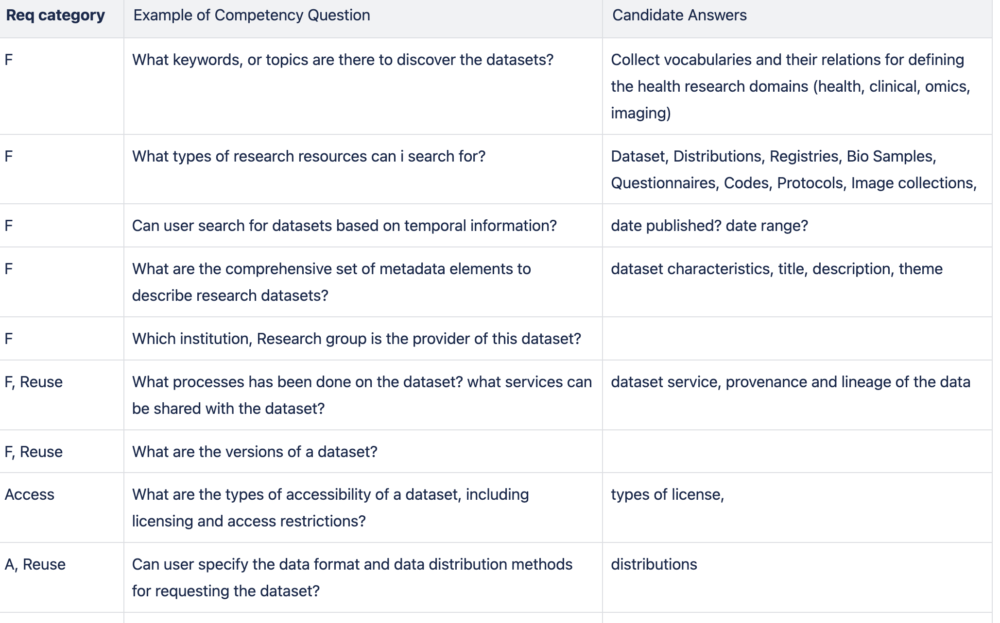 Req category Example of Competency Question Candidate Answers
F What keywords, or topics are there to discover the datasets? Collect vocabularies and their relations for defining
the health research domains (health, clinical, omics,
imaging)
F What types of research resources can i search for? Dataset, Distributions, Registries, Bio Samples,
Questionnaires, Codes, Protocols, Image collections,
F Can user search for datasets based on temporal information? date published? date range?
F What are the comprehensive set of metadata elements to dataset characteristics, title, description, theme
describe research datasets?
F Which institution, Research group is the provider of this dataset?
F, Reuse What processes has been done on the dataset? what services can dataset service, provenance and lineage of the data
be shared with the dataset?
F, Reuse What are the versions of a dataset?
Access What are the types of accessibility of a dataset, including types of license,
licensing and access restrictions?
A, Reuse Can user specify the data format and data distribution methods distributions
for requesting the dataset?